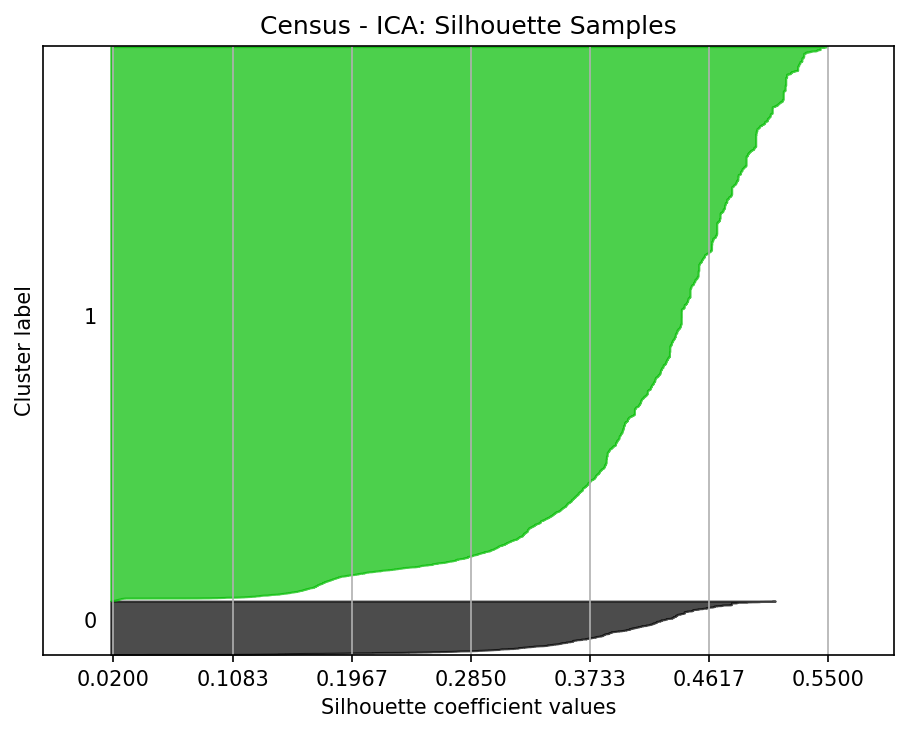 Census - ICA: Silhouette Samples
Cluster label
1
0
0.0200 0.1083 0.1967 0.2850 0.3733 0.4617 0.5500
Silhouette coefficient values